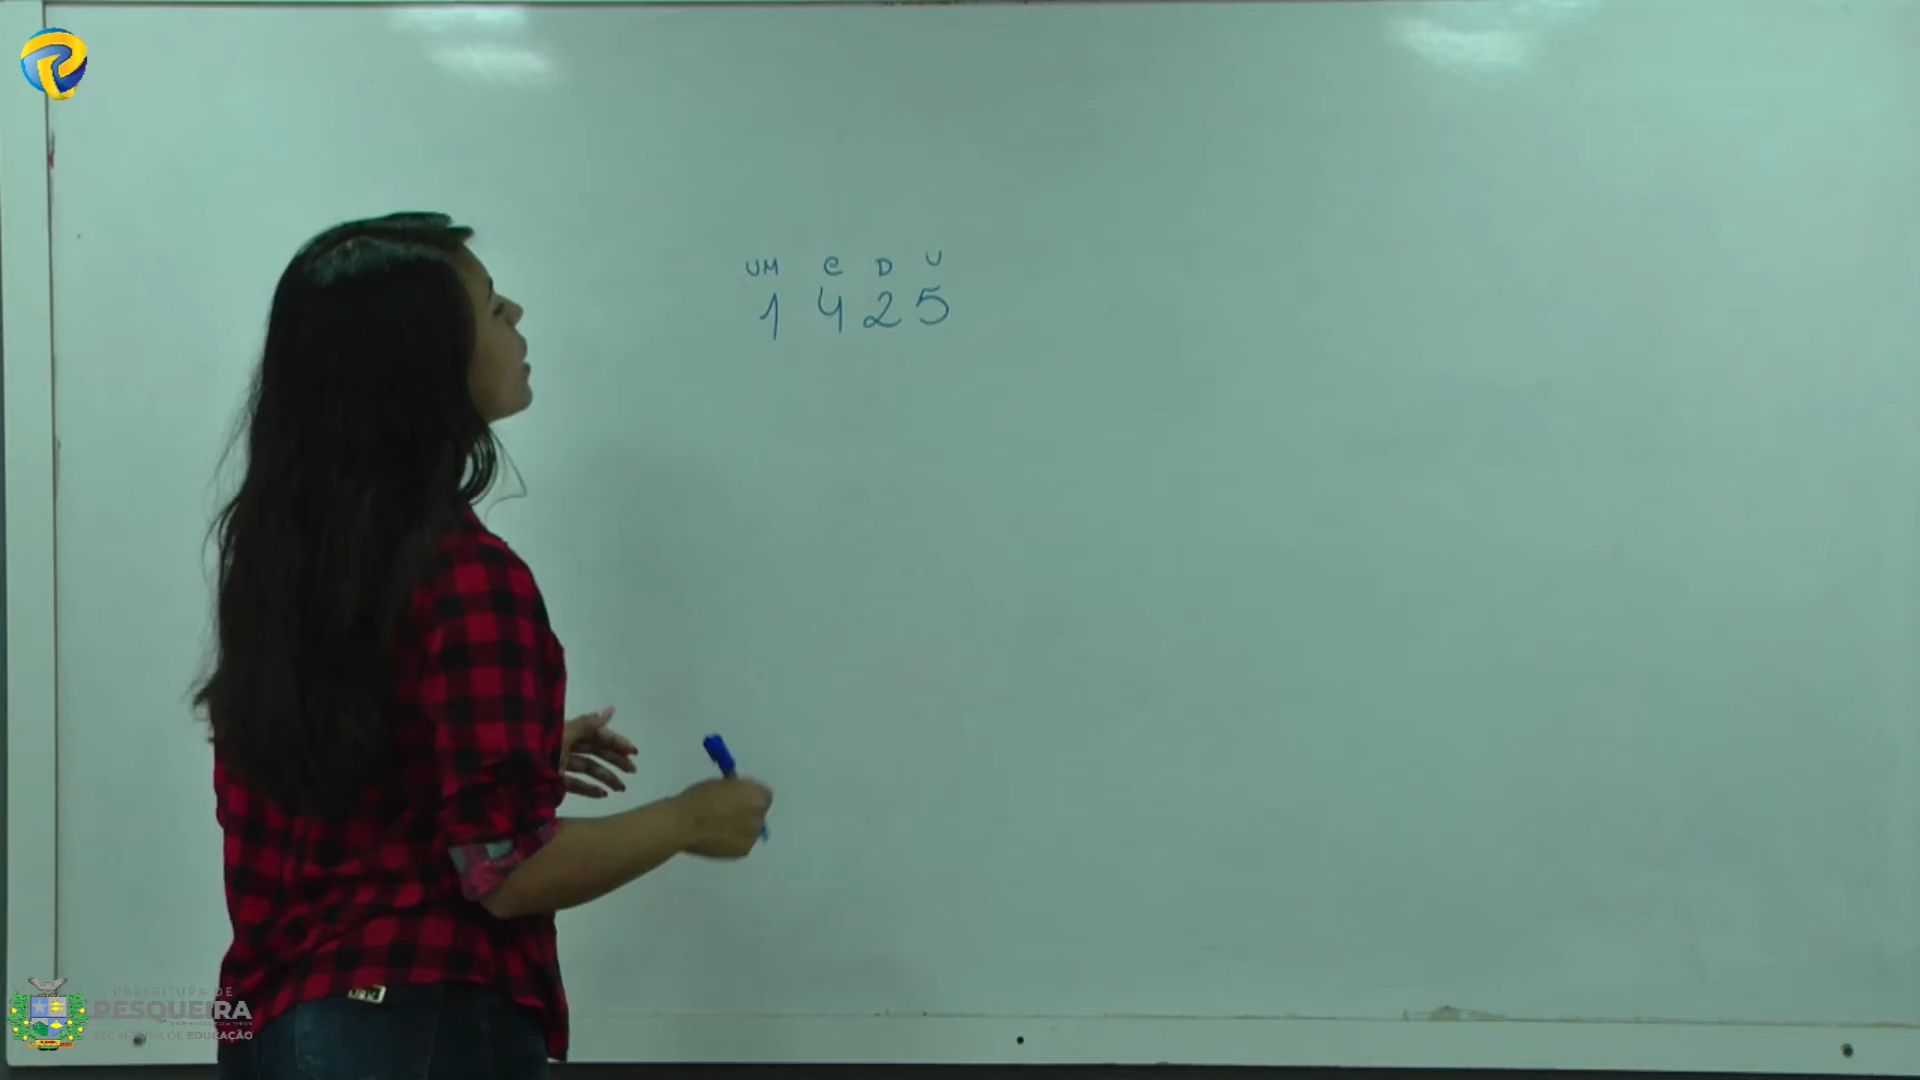 UM C D U
1 4 2 5
PREFEITURA DE
PESQUEIRA
SECRETARIA DE EDUCAÇÃO